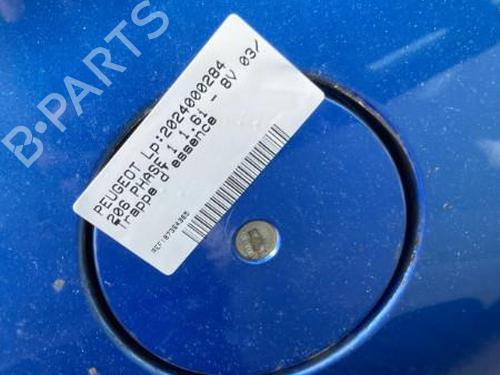 B-PARTS
PEUGEOT Lp:2024000284
206 PHASE 1 1.6i - 8V 03/
Trappe d'essence